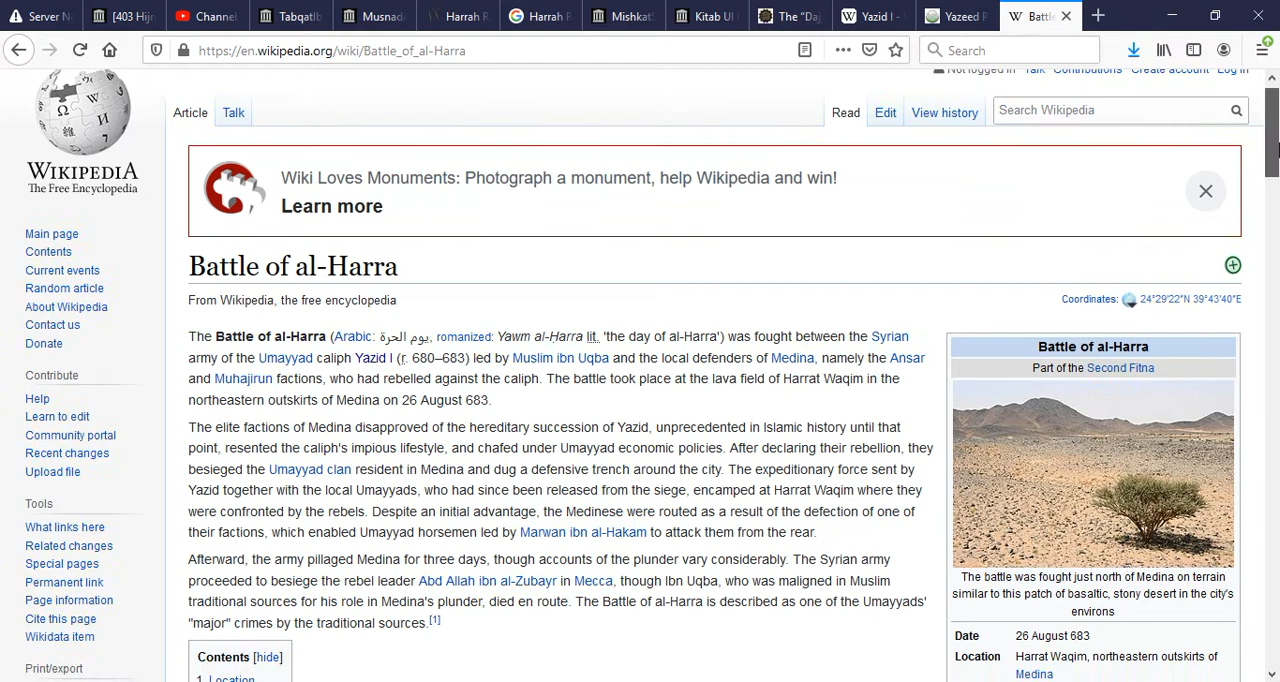 Server N
[403 Hijr
Channel
Tabqatlb
Musnada
Harrah R
Harrah R
Mishkat
Kitab Ul
The "Daj
Yazid I -
Yazeed P
Battl
https://en.wikipedia.org/wiki/Battle_of_al-Harra
Search
Not logged in Talk Contributions Create account Log in
Article Talk
Read Edit View history
Search Wikipedia
WIKIPEDIA
The Free Encyclopedia
Main page
Contents
Current events
Random article
About Wikipedia
Contact us
Donate
Contribute
Help
Learn to edit
Community portal
Recent changes
Upload file
Tools
What links here
Related changes
Special pages
Permanent link
Page information
Cite this page
Wikidata item
Print/export
Wiki Loves Monuments: Photograph a monument, help Wikipedia and win!
Learn more
Battle of al-Harra
From Wikipedia, the free encyclopedia
Coordinates: 24°29′22″N 39°43′40″E
The Battle of al-Harra (Arabic: يوم الحرة, romanized: Yawm al-Ḥarra lit. 'the day of al-Harra') was fought between the Syrian
army of the Umayyad caliph Yazid I (r. 680–683) led by Muslim ibn Uqba and the local defenders of Medina, namely the Ansar
and Muhajirun factions, who had rebelled against the caliph. The battle took place at the lava field of Harrat Waqim in the
northeastern outskirts of Medina on 26 August 683.
The elite factions of Medina disapproved of the hereditary succession of Yazid, unprecedented in Islamic history until that
point, resented the caliph's impious lifestyle, and chafed under Umayyad economic policies. After declaring their rebellion, they
besieged the Umayyad clan resident in Medina and dug a defensive trench around the city. The expeditionary force sent by
Yazid together with the local Umayyads, who had since been released from the siege, encamped at Harrat Waqim where they
were confronted by the rebels. Despite an initial advantage, the Medinese were routed as a result of the defection of one of
their factions, which enabled Umayyad horsemen led by Marwan ibn al-Hakam to attack them from the rear.
Afterward, the army pillaged Medina for three days, though accounts of the plunder vary considerably. The Syrian army
proceeded to besiege the rebel leader Abd Allah ibn al-Zubayr in Mecca, though Ibn Uqba, who was maligned in Muslim
traditional sources for his role in Medina's plunder, died en route. The Battle of al-Harra is described as one of the Umayyads'
"major" crimes by the traditional sources.[1]
Contents [hide]
1 Location
Battle of al-Harra
Part of the Second Fitna
The battle was fought just north of Medina on terrain
similar to this patch of basaltic, stony desert in the city's
environs
Date 26 August 683
Location Harrat Waqim, northeastern outskirts of
Medina